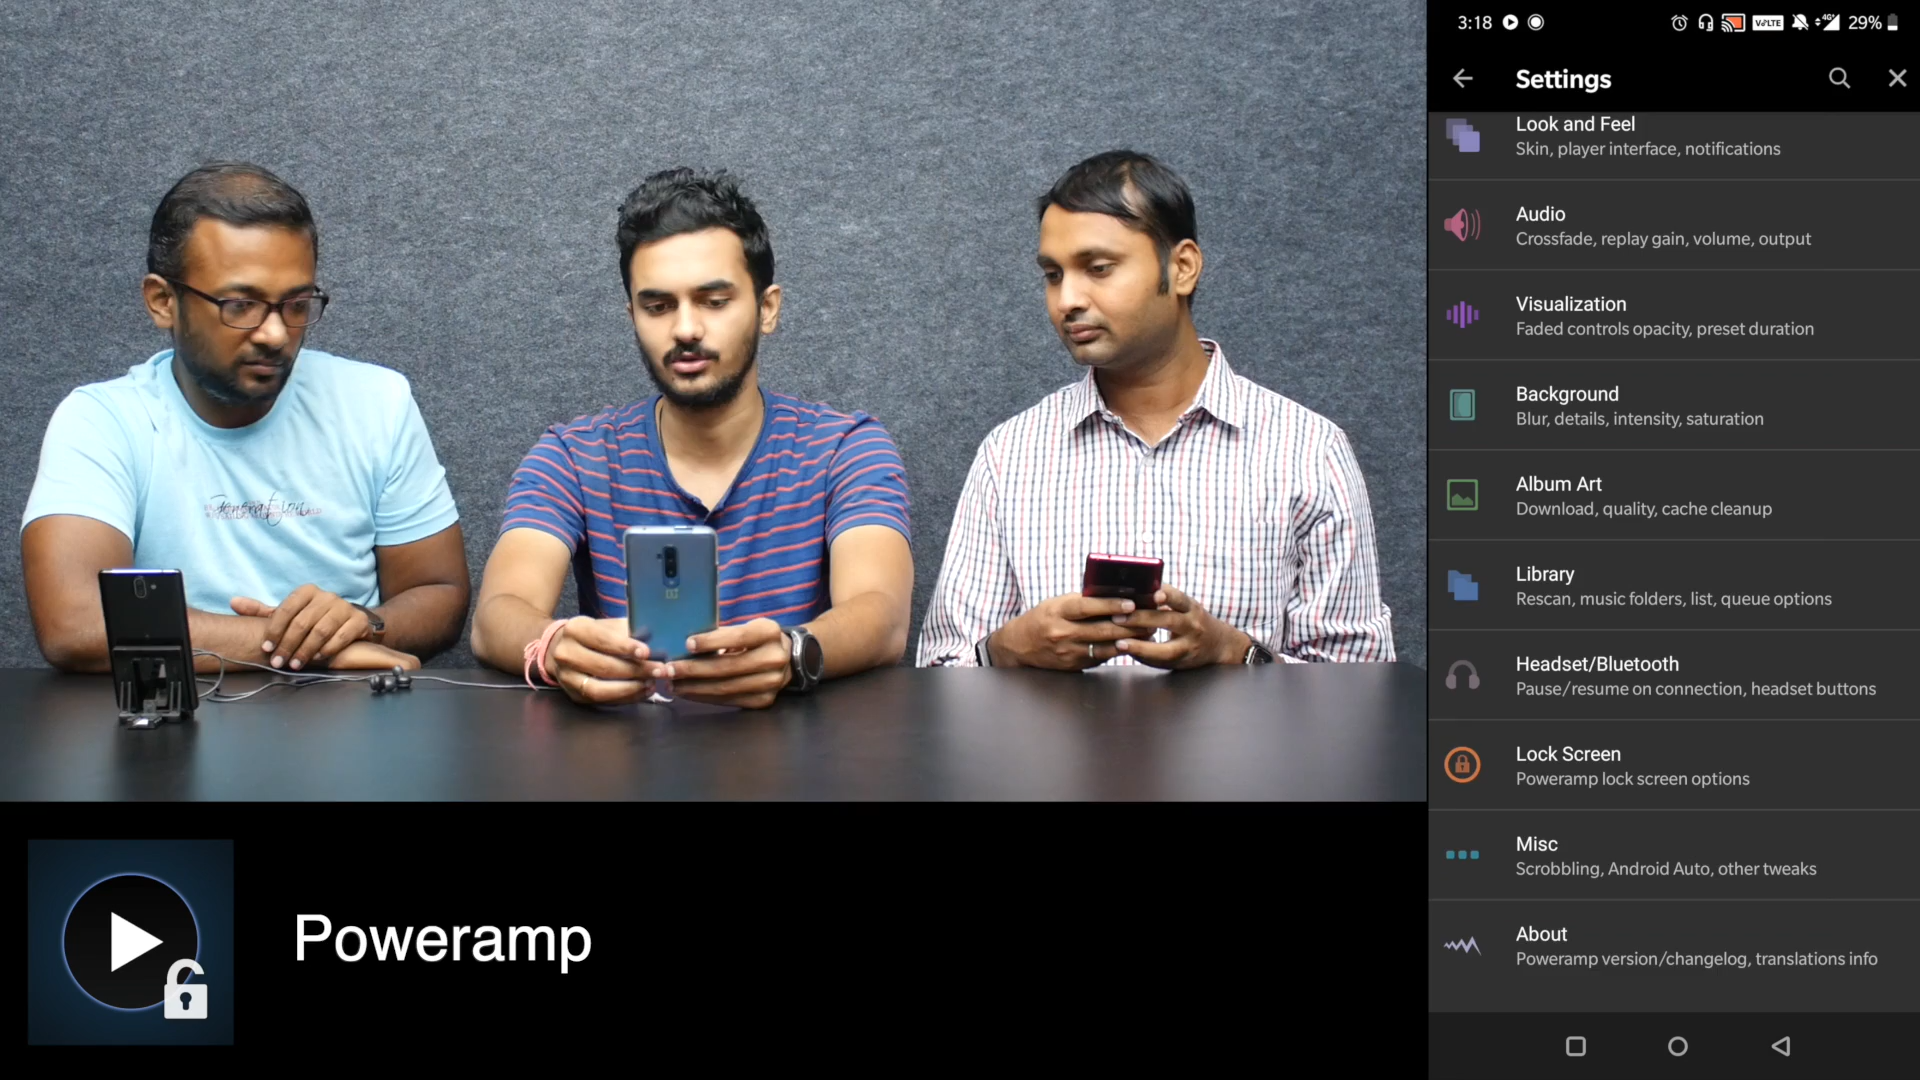 3:18
VoLTE
4G+
29%
Settings
Look and Feel
Skin, player interface, notifications
Audio
Crossfade, replay gain, volume, output
Visualization
Faded controls opacity, preset duration
Background
Blur, details, intensity, saturation
Album Art
Download, quality, cache cleanup
Library
Rescan, music folders, list, queue options
Headset/Bluetooth
Pause/resume on connection, headset buttons
Lock Screen
Poweramp lock screen options
Misc
Scrobbling, Android Auto, other tweaks
About
Poweramp version/changelog, translations info
Generation
Poweramp